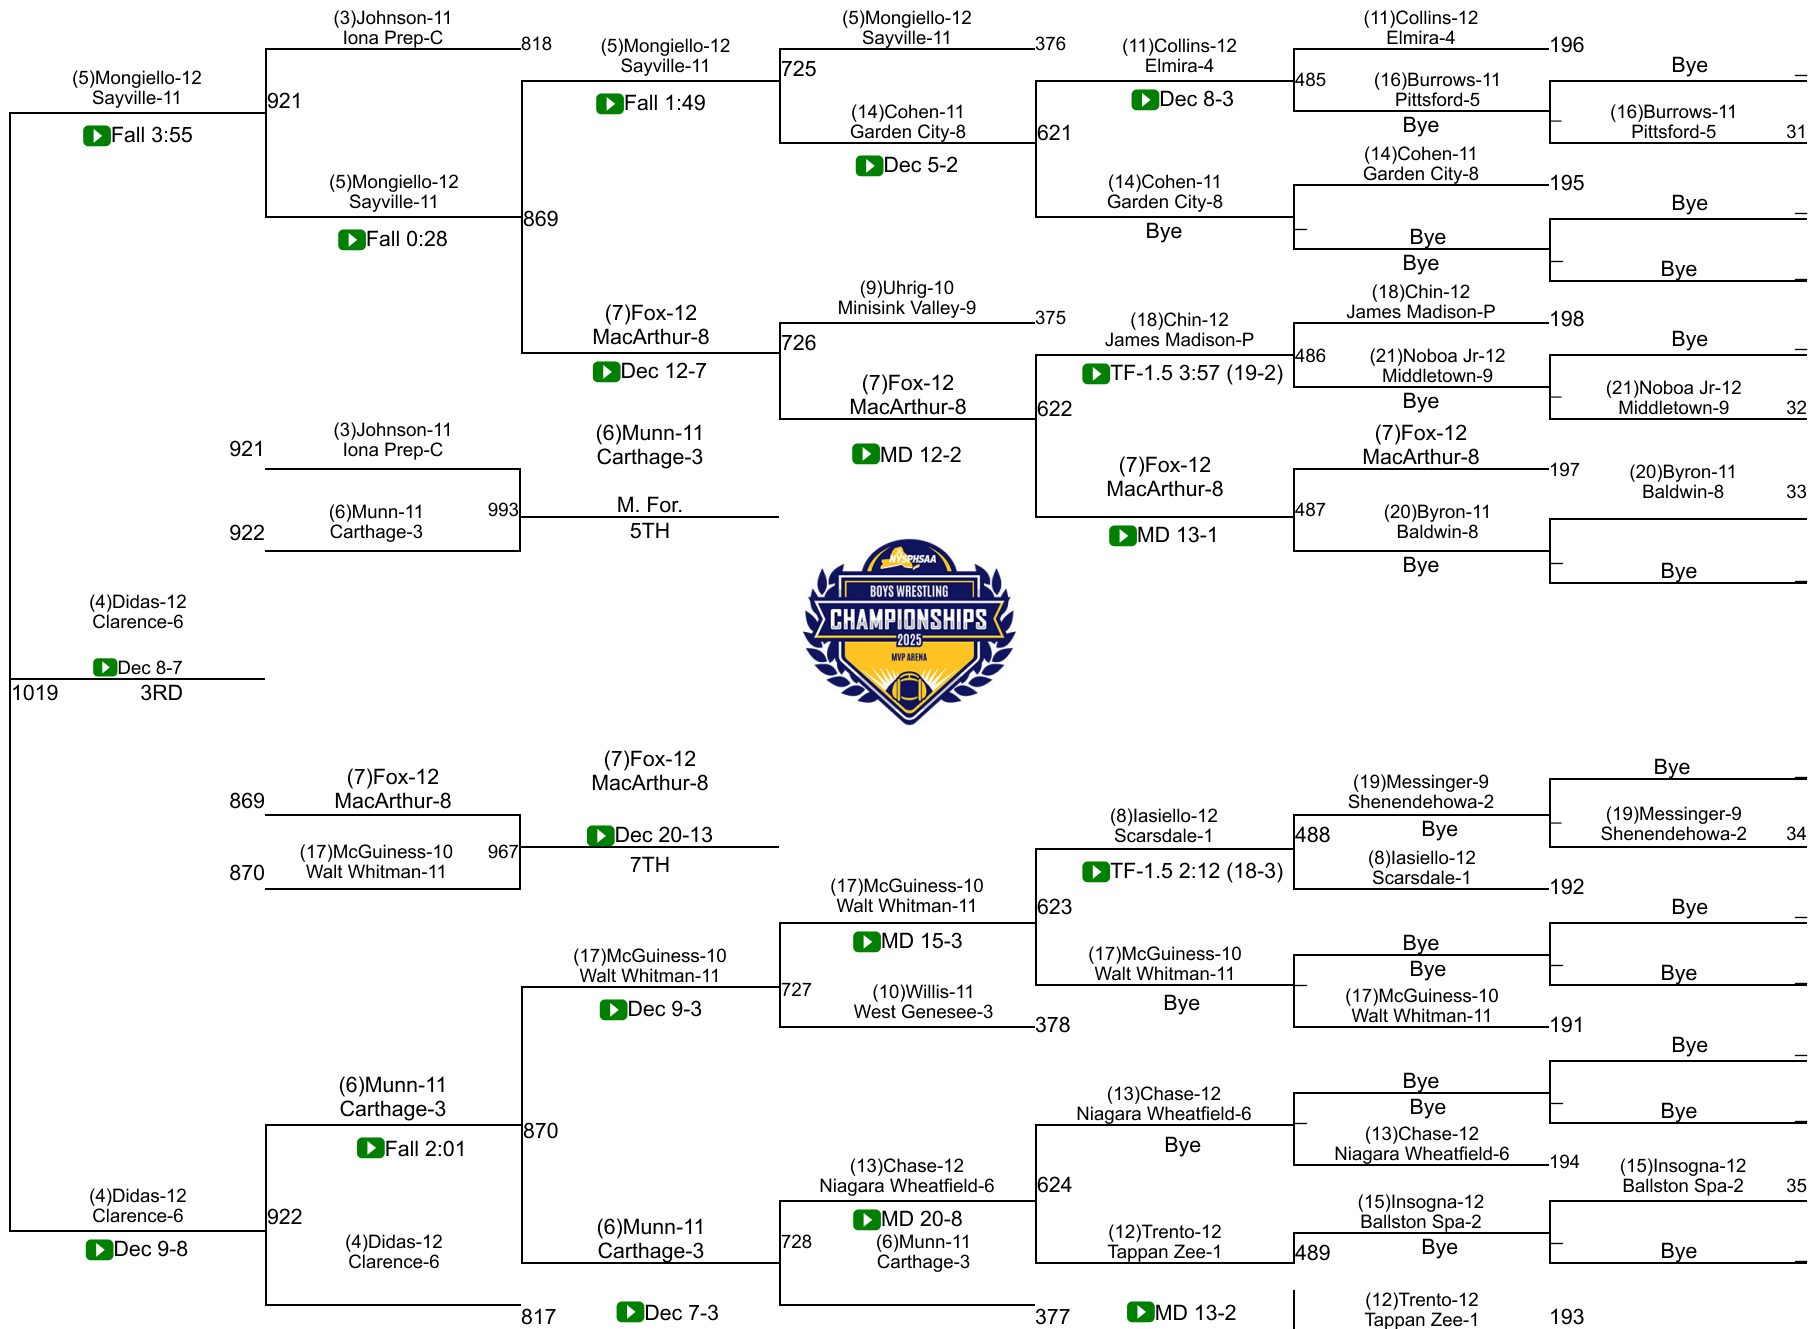 (3)Johnson-11
Iona Prep-C
818
(5)Mongiello-12
Sayville-11
376
(11)Collins-12
Elmira-4
196
(5)Mongiello-12
Sayville-11
725
(11)Collins-12
Elmira-4
485
Bye
(5)Mongiello-12
Sayville-11
921
Fall 1:49
Dec 8-3
(16)Burrows-11
Pittsford-5
(16)Burrows-11
Pittsford-5
31
Fall 3:55
(14)Cohen-11
Garden City-8
621
Bye
Dec 5-2
(14)Cohen-11
Garden City-8
195
(5)Mongiello-12
Sayville-11
869
(14)Cohen-11
Garden City-8
Bye
Bye
Fall 0:28
Bye
Bye
Bye
(9)Uhrig-10
Minisink Valley-9
375
(18)Chin-12
James Madison-P
198
(7)Fox-12
MacArthur-8
726
(18)Chin-12
James Madison-P
486
Bye
Dec 12-7
TF-1.5 3:57 (19-2)
(21)Noboa Jr-12
Middletown-9
(21)Noboa Jr-12
Middletown-9
32
(7)Fox-12
MacArthur-8
622
Bye
921
(3)Johnson-11
Iona Prep-C
(6)Munn-11
Carthage-3
MD 12-2
(7)Fox-12
MacArthur-8
197
(7)Fox-12
MacArthur-8
487
(20)Byron-11
Baldwin-8
33
922
(6)Munn-11
Carthage-3
993
M. For.
5TH
MD 13-1
(20)Byron-11
Baldwin-8
Bye
Bye
NYSPHSAA
BOYS WRESTLING
CHAMPIONSHIPS
2025
MVP ARENA
(4)Didas-12
Clarence-6
Dec 8-7
1019
3RD
(7)Fox-12
MacArthur-8
869
(7)Fox-12
MacArthur-8
967
Dec 20-13
7TH
870
(17)McGuiness-10
Walt Whitman-11
Bye
(19)Messinger-9
Shenendehowa-2
(8)Iasiello-12
Scarsdale-1
488
Bye
(19)Messinger-9
Shenendehowa-2
34
TF-1.5 2:12 (18-3)
(8)Iasiello-12
Scarsdale-1
192
(17)McGuiness-10
Walt Whitman-11
623
Bye
MD 15-3
Bye
(17)McGuiness-10
Walt Whitman-11
727
(17)McGuiness-10
Walt Whitman-11
Bye
Bye
Dec 9-3
(10)Willis-11
West Genesee-3
378
Bye
(17)McGuiness-10
Walt Whitman-11
191
Bye
(6)Munn-11
Carthage-3
870
(13)Chase-12
Niagara Wheatfield-6
Bye
Bye
Bye
Fall 2:01
Bye
(13)Chase-12
Niagara Wheatfield-6
194
(13)Chase-12
Niagara Wheatfield-6
624
(15)Insogna-12
Ballston Spa-2
35
(4)Didas-12
Clarence-6
922
(6)Munn-11
Carthage-3
728
MD 20-8
(15)Insogna-12
Ballston Spa-2
Dec 9-8
(4)Didas-12
Clarence-6
(6)Munn-11
Carthage-3
(12)Trento-12
Tappan Zee-1
489
Bye
Bye
817
Dec 7-3
377
MD 13-2
(12)Trento-12
Tappan Zee-1
193